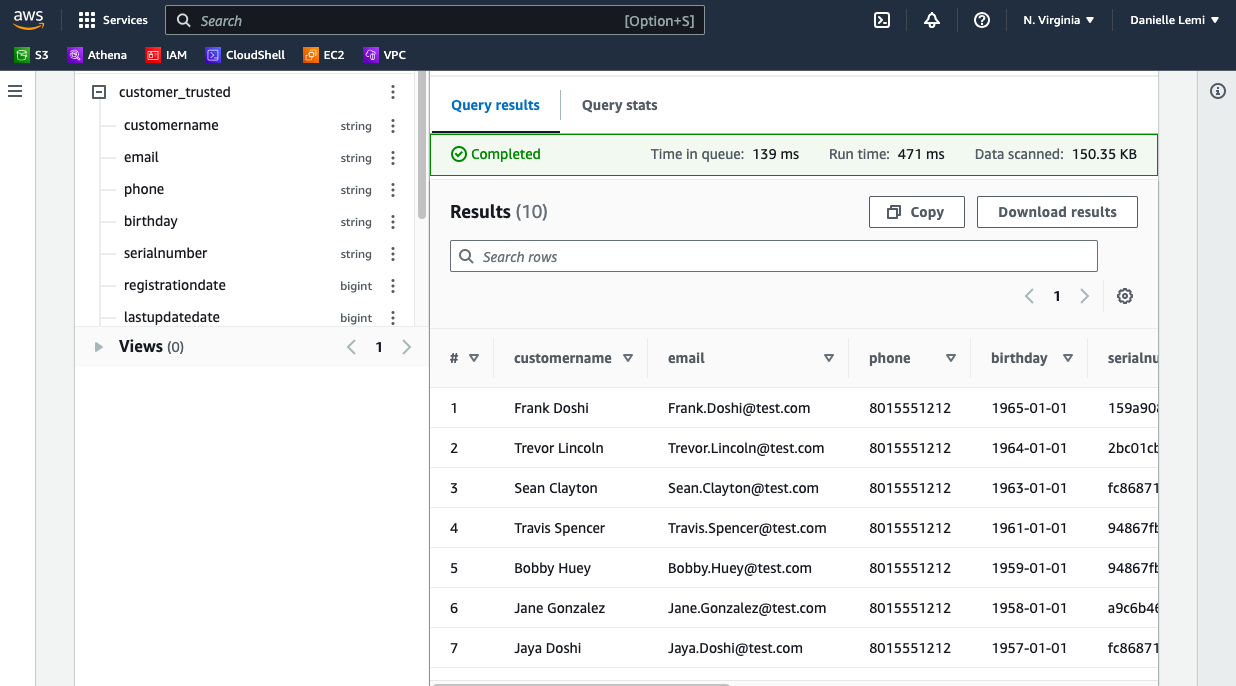 aws Services Search [Option+S] N. Virginia Danielle Lemi
S3 Athena IAM CloudShell EC2 VPC
customer_trusted
customername string
email string
phone string
birthday string
serialnumber string
registrationdate bigint
lastupdatedate bigint
Views (0) 1
Query results Query stats
Completed Time in queue: 139 ms Run time: 471 ms Data scanned: 150.35 KB
Results (10) Copy Download results
Search rows
1
# customername email phone birthday serialnu
1 Frank Doshi Frank.Doshi@test.com 8015551212 1965-01-01 159a908
2 Trevor Lincoln Trevor.Lincoln@test.com 8015551212 1964-01-01 2bc01cb
3 Sean Clayton Sean.Clayton@test.com 8015551212 1963-01-01 fc86871
4 Travis Spencer Travis.Spencer@test.com 8015551212 1961-01-01 94867fb
5 Bobby Huey Bobby.Huey@test.com 8015551212 1959-01-01 94867fb
6 Jane Gonzalez Jane.Gonzalez@test.com 8015551212 1958-01-01 a9c6b46
7 Jaya Doshi Jaya.Doshi@test.com 8015551212 1957-01-01 fc86871